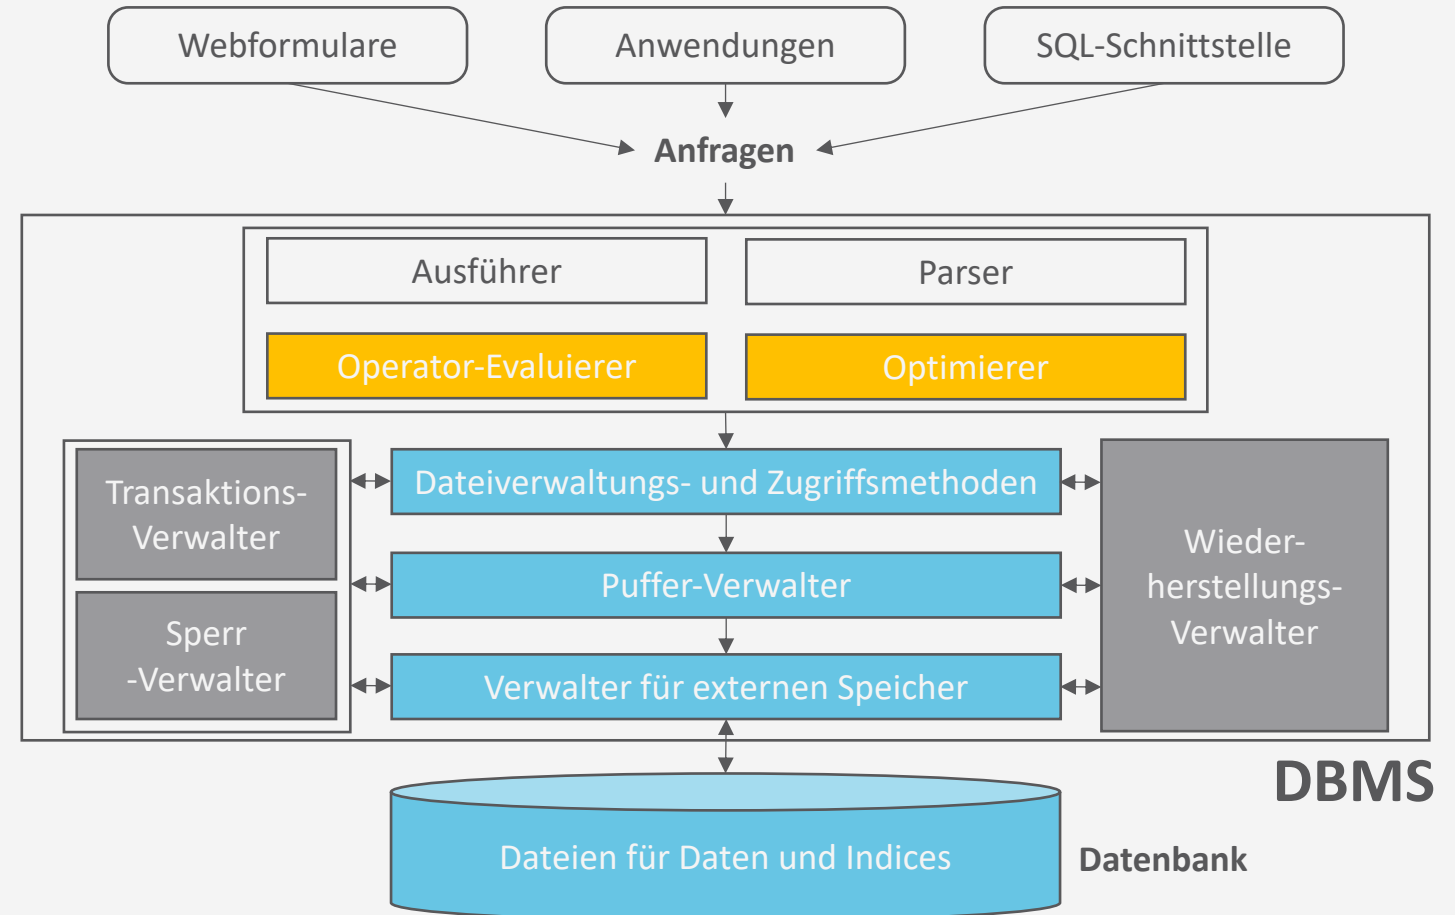 Webformulare
Anwendungen
SQL-Schnittstelle
Anfragen
Ausführer
Parser
Operator-Evaluierer
Optimierer
Transaktions-
Verwalter
Sperr
-Verwalter
Dateiverwaltungs- und Zugriffsmethoden
Puffer-Verwalter
Verwalter für externen Speicher
Wieder-
herstellungs-
Verwalter
DBMS
Dateien für Daten und Indices
Datenbank